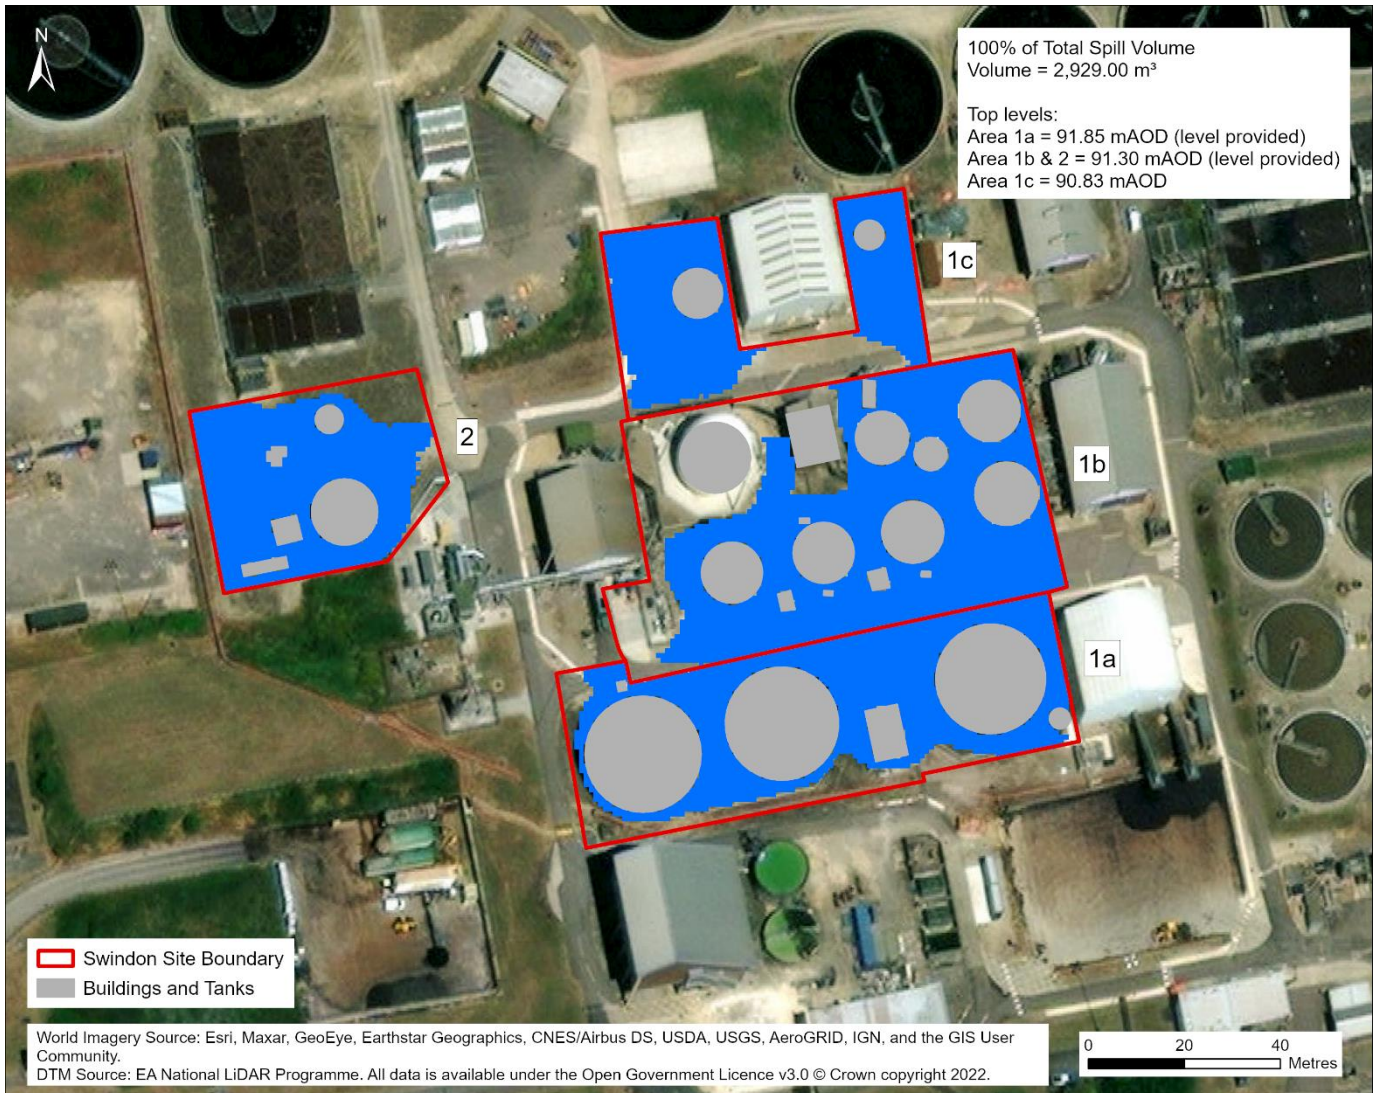 N
100% of Total Spill Volume
Volume = 2,929.00 m³
Top levels:
Area 1a = 91.85 mAOD (level provided)
Area 1b & 2 = 91.30 mAOD (level provided)
Area 1c = 90.83 mAOD
1c
2
1b
1a
Swindon Site Boundary
Buildings and Tanks
World Imagery Source: Esri, Maxar, GeoEye, Earthstar Geographics, CNES/Airbus DS, USDA, USGS, AeroGRID, IGN, and the GIS User
Community.
DTM Source: EA National LiDAR Programme. All data is available under the Open Government Licence v3.0 © Crown copyright 2022.
0 20 40
Metres